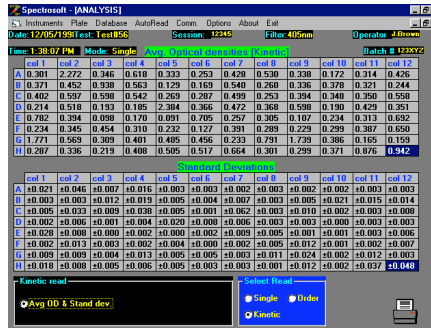 Spectrosoft - [ANALYSIS]
Instruments Plate Database AutoRead Comm. Options About Exit
Date: 12/05/1991 Test: Test#56 Session: 12345 Filter: 405nm Operator J.Brown
Time: 1:38:07 PM Mode: Single Avg. Optical densities [Kinetic] Batch # 123XYZ
col 1 col 2 col 3 col 4 col 5 col 6 col 7 col 8 col 9 col 10 col 11 col 12
A 0.301 2.272 0.346 0.618 0.333 0.253 0.428 0.530 0.338 0.172 0.314 0.426
B 0.371 0.452 0.938 0.563 0.129 0.169 0.540 0.260 0.336 0.378 0.321 0.244
C 0.402 0.597 0.598 0.542 0.269 0.287 0.499 0.253 0.394 0.348 0.350 0.558
D 0.214 0.518 0.193 0.185 2.384 0.366 0.472 0.368 0.598 0.190 0.429 0.351
E 0.782 0.394 0.098 0.170 0.091 0.705 0.257 0.305 0.107 0.234 0.313 0.692
F 0.234 0.345 0.454 0.310 0.232 0.127 0.391 0.289 0.229 0.299 0.387 0.650
G 1.771 0.569 0.309 0.401 0.485 0.456 0.233 0.791 1.739 0.386 0.165 0.159
H 0.287 0.336 0.219 0.408 0.505 0.517 0.664 0.301 0.299 0.371 0.876 0.942
Standard Deviations
col 1 col 2 col 3 col 4 col 5 col 6 col 7 col 8 col 9 col 10 col 11 col 12
A ±0.021 ±0.046 ±0.007 ±0.016 ±0.003 ±0.003 ±0.003 ±0.002 ±0.002 ±0.002 ±0.003 ±0.003
B ±0.003 ±0.003 ±0.012 ±0.019 ±0.005 ±0.004 ±0.007 ±0.003 ±0.005 ±0.021 ±0.015 ±0.014
C ±0.005 ±0.033 ±0.009 ±0.038 ±0.005 ±0.001 ±0.062 ±0.003 ±0.010 ±0.002 ±0.003 ±0.008
D ±0.002 ±0.006 ±0.001 ±0.004 ±0.020 ±0.008 ±0.006 ±0.003 ±0.003 ±0.000 ±0.003 ±0.003
E ±0.028 ±0.008 ±0.000 ±0.002 ±0.000 ±0.002 ±0.009 ±0.005 ±0.001 ±0.001 ±0.003 ±0.006
F ±0.002 ±0.013 ±0.003 ±0.002 ±0.004 ±0.000 ±0.002 ±0.005 ±0.012 ±0.001 ±0.002 ±0.007
G ±0.009 ±0.009 ±0.004 ±0.013 ±0.005 ±0.005 ±0.003 ±0.011 ±0.024 ±0.002 ±0.012 ±0.003
H ±0.018 ±0.008 ±0.005 ±0.006 ±0.005 ±0.003 ±0.003 ±0.001 ±0.012 ±0.002 ±0.037 ±0.048
Kinetic read Select Read
Single Order
Avg OD & Stand dev.
Kinetic